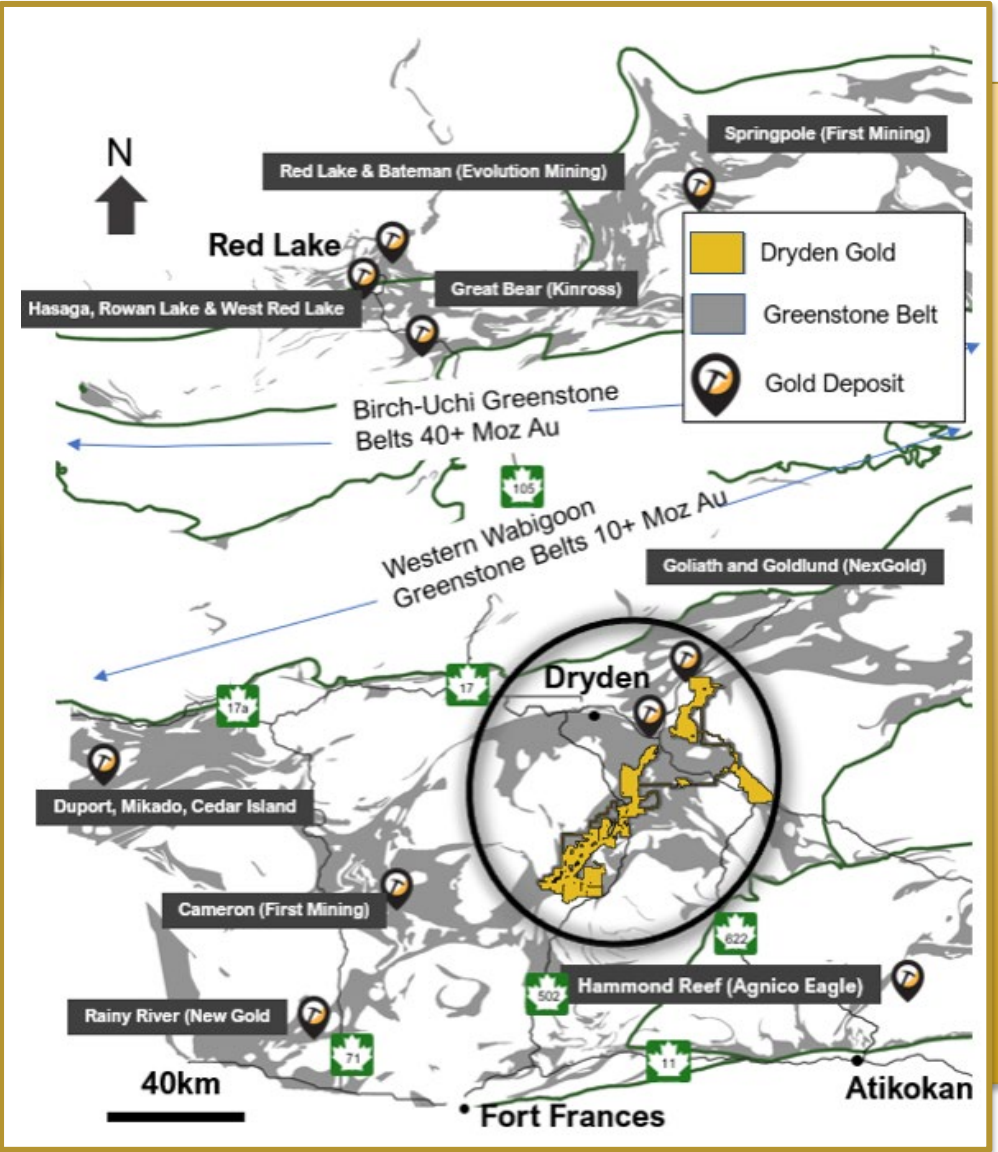 N
Springpole (First Mining)
Red Lake & Bateman (Evolution Mining)
Red Lake
Dryden Gold
Great Bear (Kinross)
Hasaga, Rowan Lake & West Red Lake
Greenstone Belt
Gold Deposit
Birch-Uchi Greenstone
Belts 40+ Moz Au
105
Western Wabigoon
Greenstone Belts 10+ Moz Au
Goliath and Goldlund (NexGold)
Dryden
17
17a
Duport, Mikado, Cedar Island
Cameron (First Mining)
622
Hammond Reef (Agnico Eagle)
502
Rainy River (New Gold
71
11
40km
Atikokan
Fort Frances